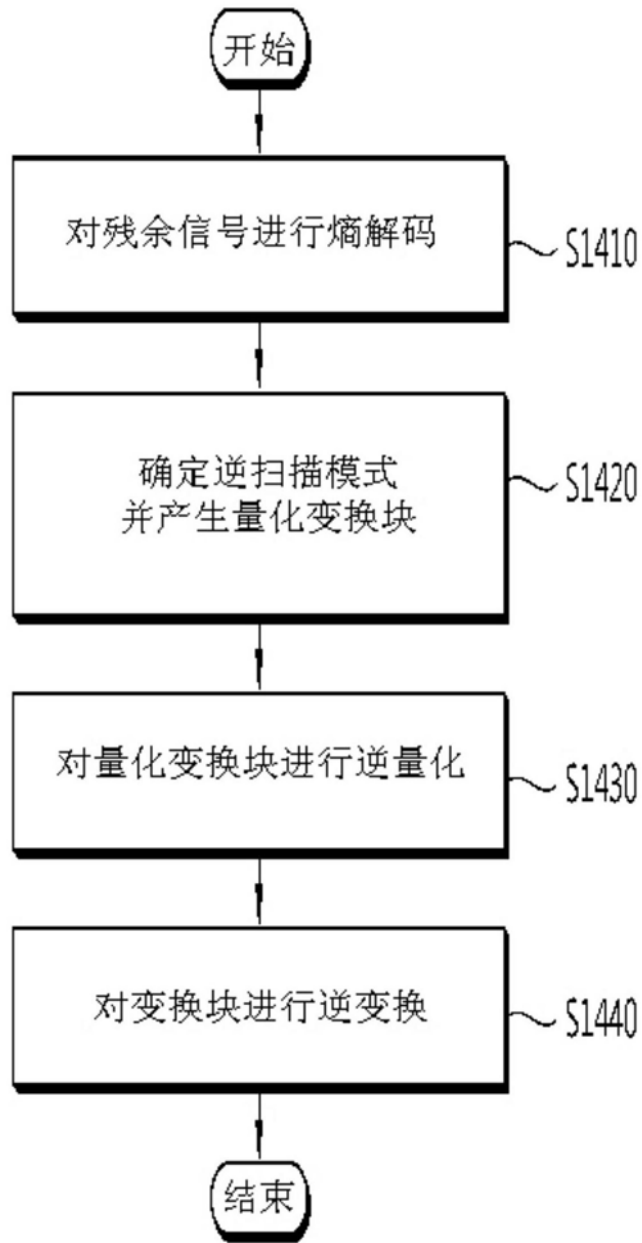 开始
对残余信号进行熵解码
S1410
确定逆扫描模式
并产生量化变换块
S1420
对量化变换块进行逆量化
S1430
对变换块进行逆变换
S1440
结束